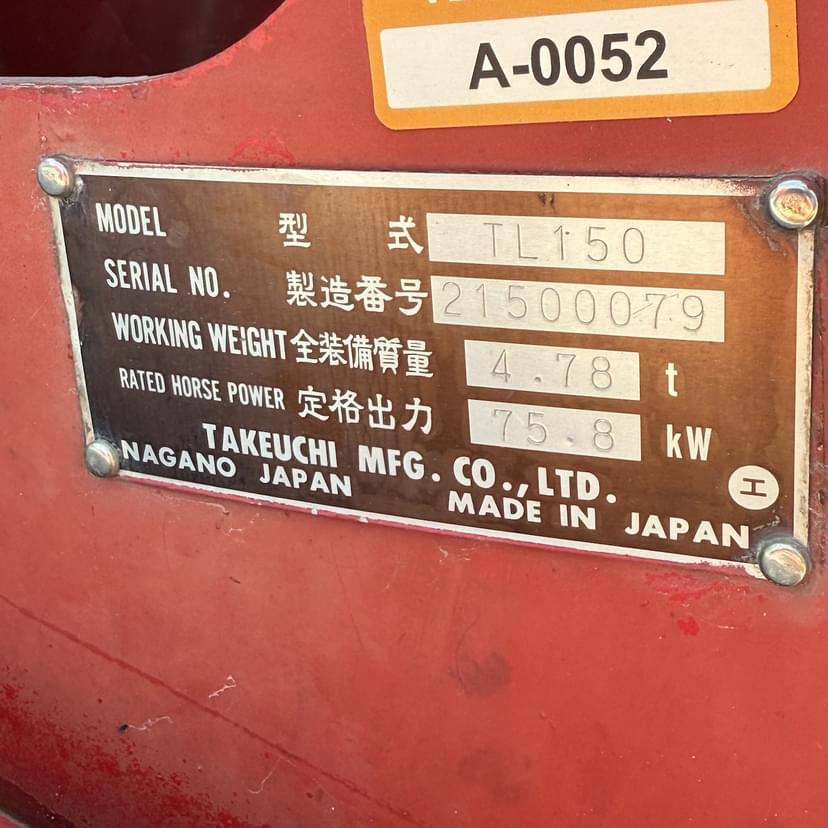 A-0052
MODEL 型 式 TL150
SERIAL NO. 製造番号 21500079
WORKING WEIGHT 全装備質量 4.78 t
RATED HORSE POWER 定格出力 75.8 kW
TAKEUCHI MFG. CO.,LTD.
NAGANO JAPAN
MADE IN JAPAN